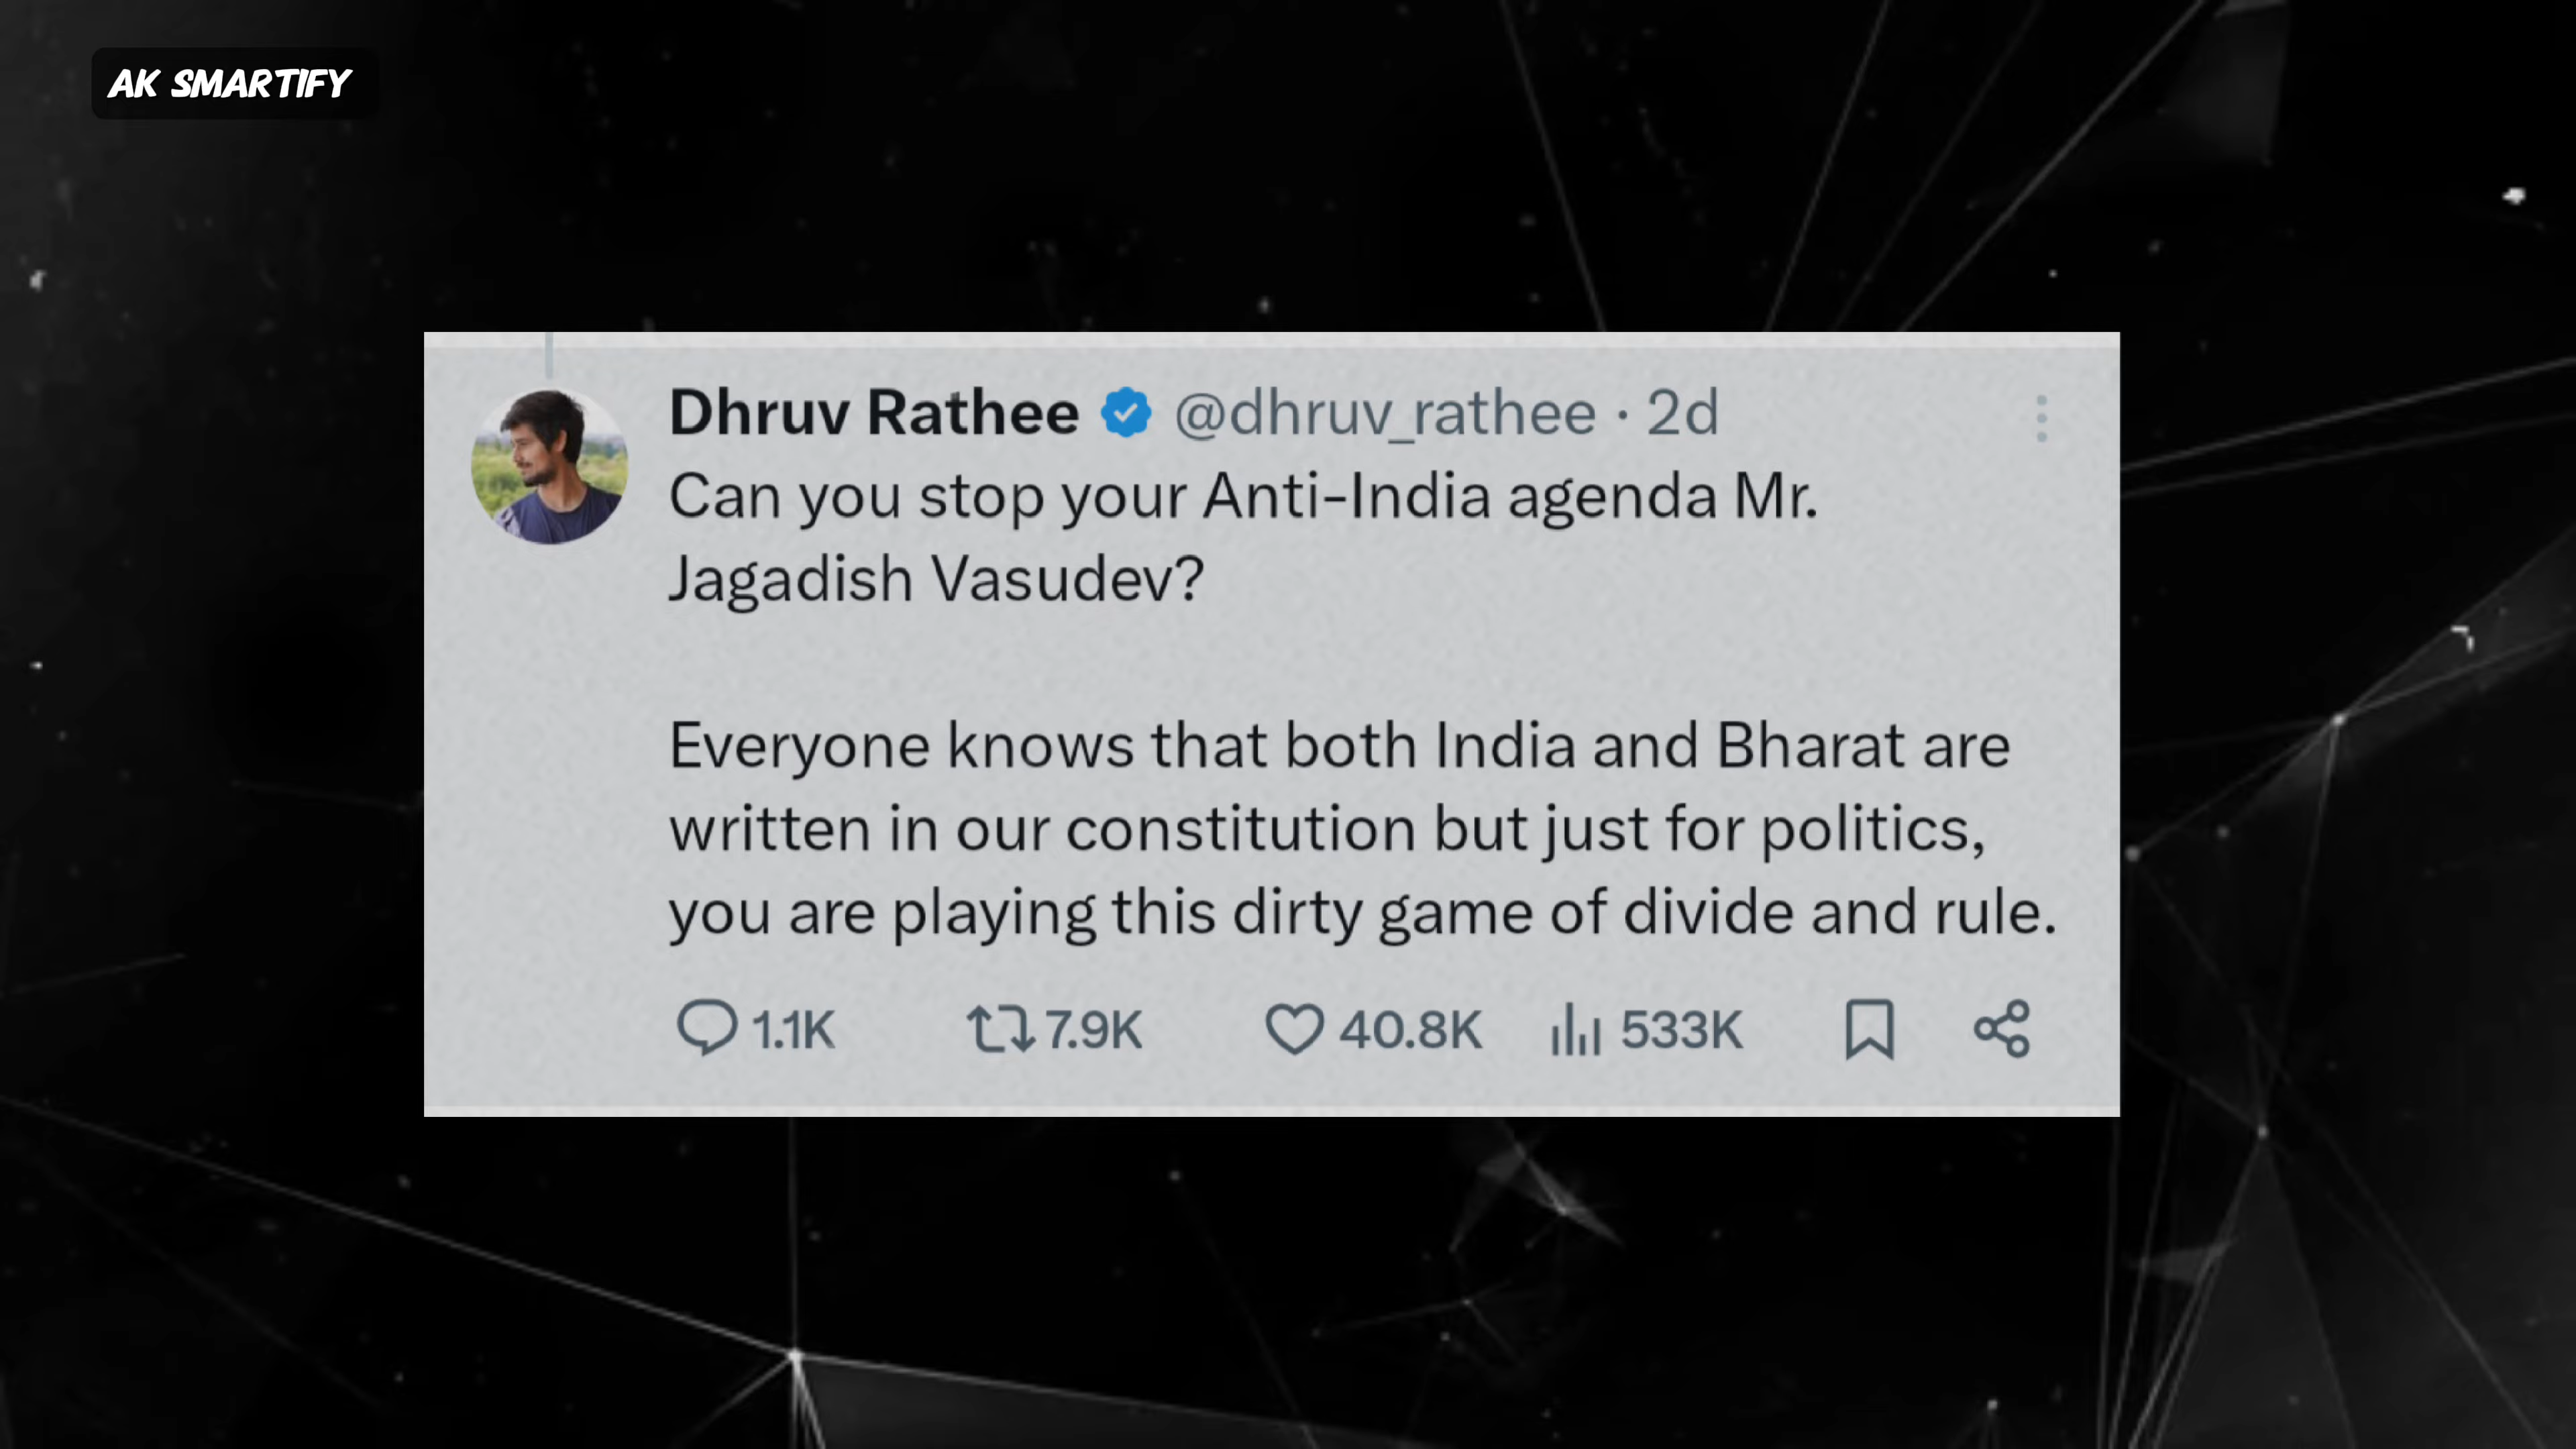 AK SMARTIFY
Dhruv Rathee @dhruv_rathee · 2d
Can you stop your Anti-India agenda Mr.
Jagadish Vasudev?
Everyone knows that both India and Bharat are
written in our constitution but just for politics,
you are playing this dirty game of divide and rule.
1.1K 7.9K 40.8K 533K